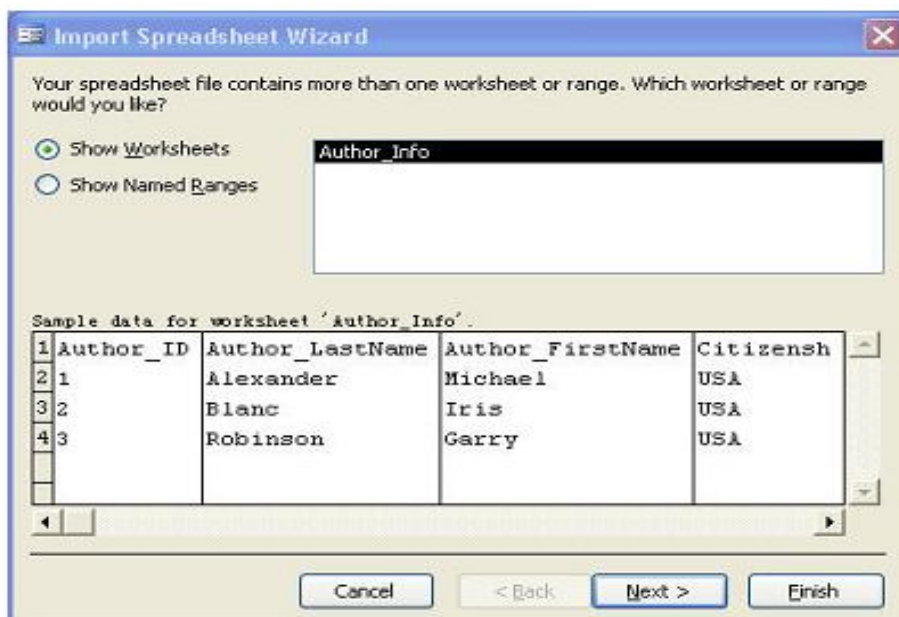 Import Spreadsheet Wizard
Your spreadsheet file contains more than one worksheet or range. Which worksheet or range
would you like?
Show Worksheets
Show Named Ranges
Author_Info
Sample data for worksheet 'Author_Info'.
1 Author_ID Author_LastName Author_FirstName Citizensh
2 1 Alexander Michael USA
3 2 Blanc Iris USA
4 3 Robinson Garry USA
Cancel < Back Next > Finish